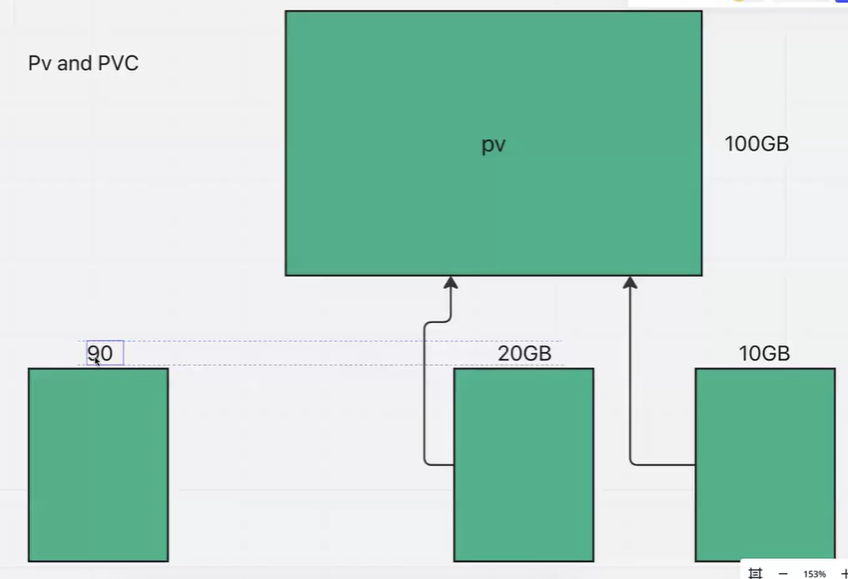 Pv and PVC
pv
100GB
90
20GB
10GB
153%